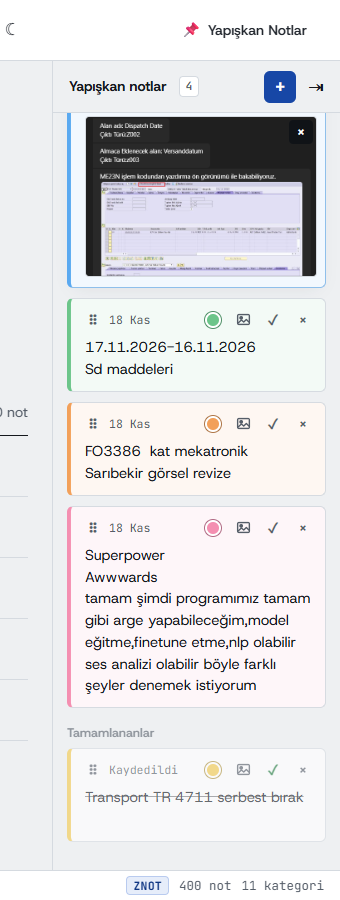 Yapışkan Notlar
Yapışkan notlar 4
Alan adı: Dispatch Date
Çıktı Türü:Z002
Almaca Eklenecek alan: Versanddatum
Çıktı Türü:z003
ME23N işlem kodundan yazdırma ön görünümü ile bakabiliyoruz.
18 Kas
17.11.2026-16.11.2026
Sd maddeleri
0 not
18 Kas
FO3386 kat mekatronik
Sarıbekir görsel revize
18 Kas
Superpower
Awwwards
tamam şimdi programımız tamam
gibi arge yapabileceğim,model
eğitme,finetune etme,nlp olabilir
ses analizi olabilir böyle farklı
şeyler denemek istiyorum
Tamamlananlar
Kaydedildi
Transport TR 4711 serbest bırak
ZNOT 400 not 11 kategori